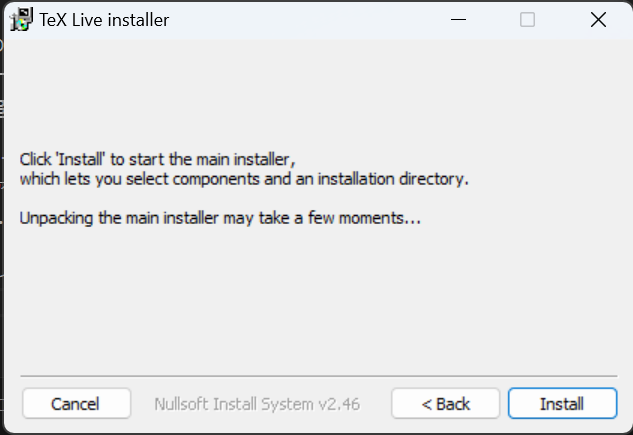 TeX Live installer
Click 'Install' to start the main installer,
which lets you select components and an installation directory.
Unpacking the main installer may take a few moments...
Cancel
Nullsoft Install System v2.46
< Back
Install